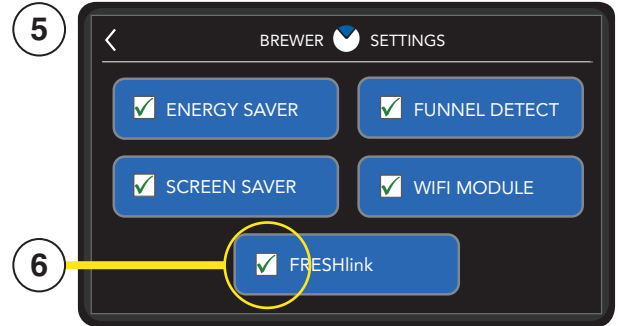 5
BREWER SETTINGS
ENERGY SAVER
FUNNEL DETECT
SCREEN SAVER
WIFI MODULE
6
FRESHlink